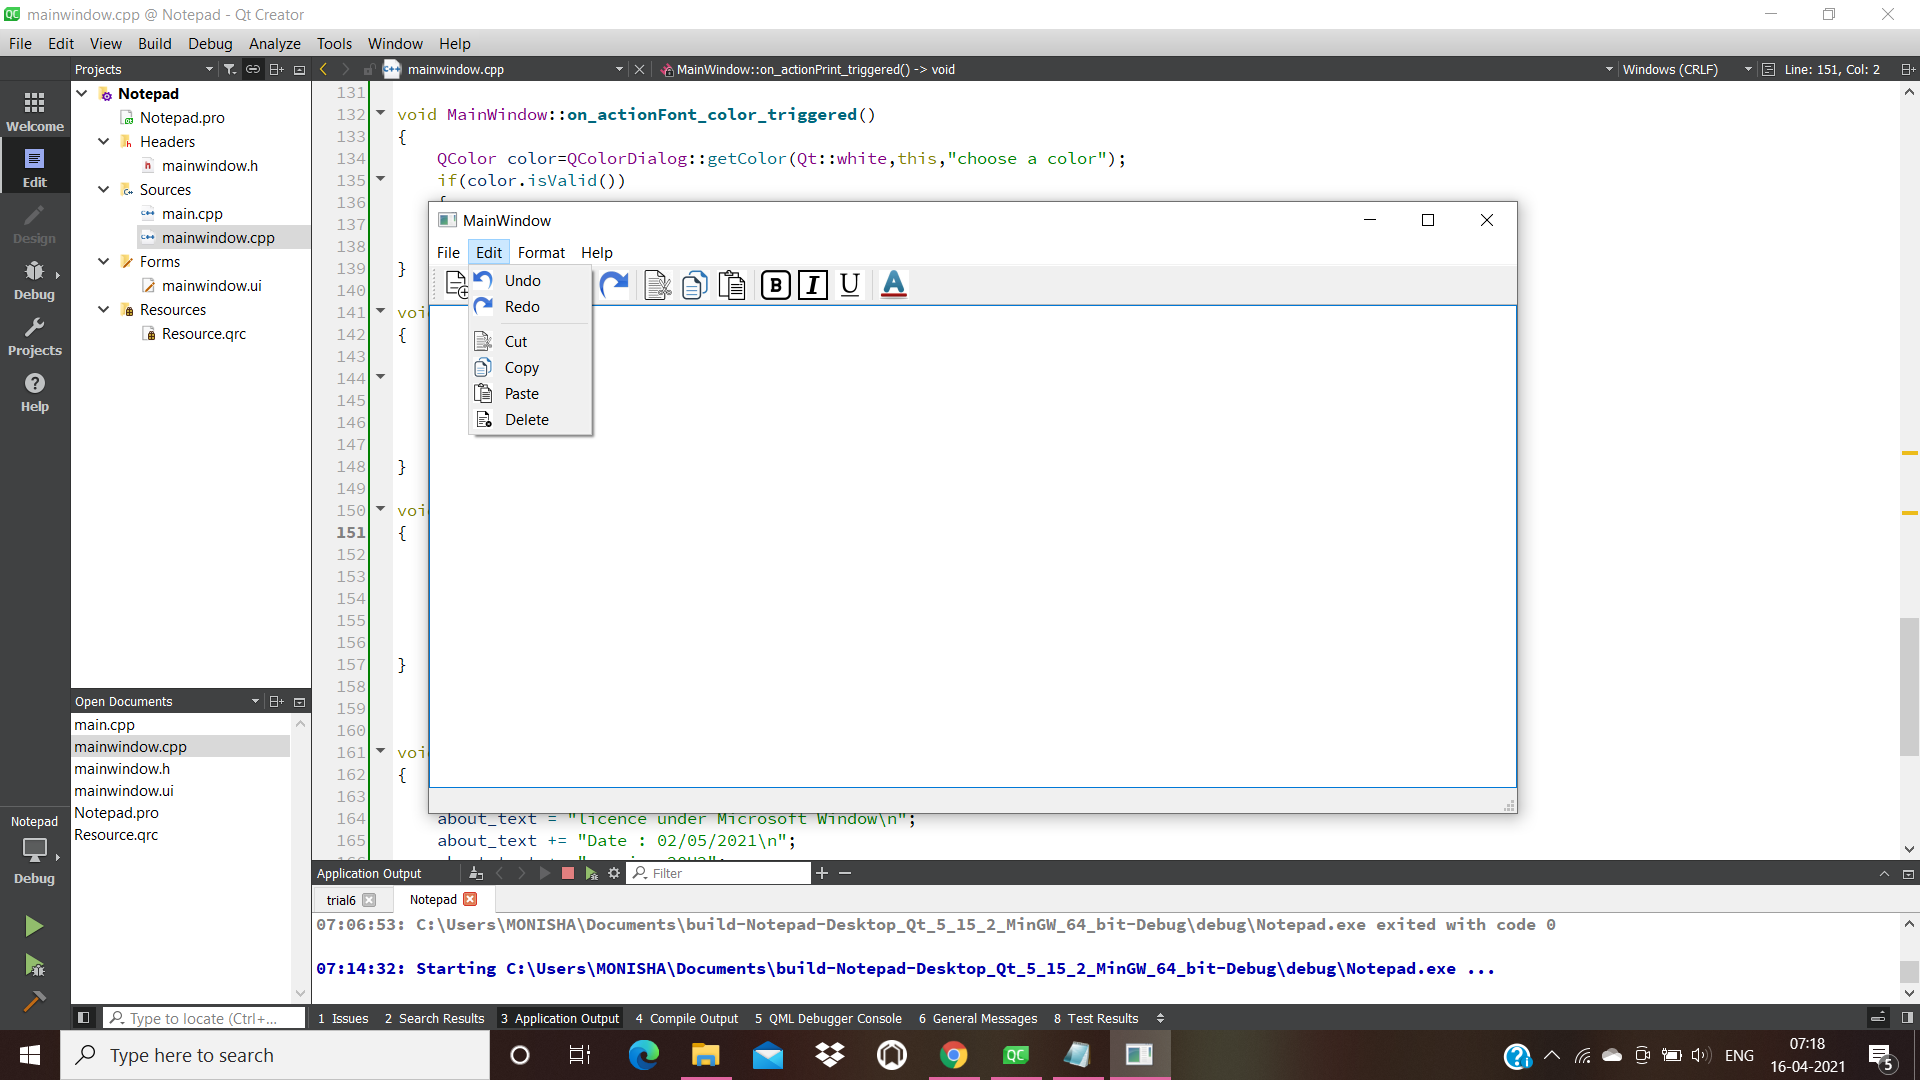 mainwindow.cpp @ Notepad - Qt Creator
File Edit View Build Debug Analyze Tools Window Help
Projects
mainwindow.cpp
MainWindow::on_actionPrint_triggered() -> void
Windows (CRLF)
Line: 151, Col: 2
Welcome
Edit
Design
Debug
Projects
Help
Notepad
Notepad.pro
Headers
mainwindow.h
Sources
main.cpp
mainwindow.cpp
Forms
mainwindow.ui
Resources
Resource.qrc
131
132 void MainWindow::on_actionFont_color_triggered()
133 {
134 QColor color=QColorDialog::getColor(Qt::white,this,"choose a color");
135 if(color.isValid())
136
137
138
139 }
140
141
142 {
143
144
145
146
147
148 }
149
150
151 {
152
153
154
155
156
157 }
158
159
160
161
162 {
163
164 about_text = "licence under Microsoft Window\n";
165 about_text += "Date : 02/05/2021\n";
MainWindow
File Edit Format Help
B I U A
Undo
Redo
Cut
Copy
Paste
Delete
Open Documents
main.cpp
mainwindow.cpp
mainwindow.h
mainwindow.ui
Notepad.pro
Resource.qrc
Notepad
Debug
Application Output
Filter
trial6
Notepad
07:06:53: C:\Users\MONISHA\Documents\build-Notepad-Desktop_Qt_5_15_2_MinGW_64_bit-Debug\debug\Notepad.exe exited with code 0
07:14:32: Starting C:\Users\MONISHA\Documents\build-Notepad-Desktop_Qt_5_15_2_MinGW_64_bit-Debug\debug\Notepad.exe ...
Type to locate (Ctrl+...
1 Issues 2 Search Results 3 Application Output 4 Compile Output 5 QML Debugger Console 6 General Messages 8 Test Results
Type here to search
ENG
07:18
16-04-2021
5